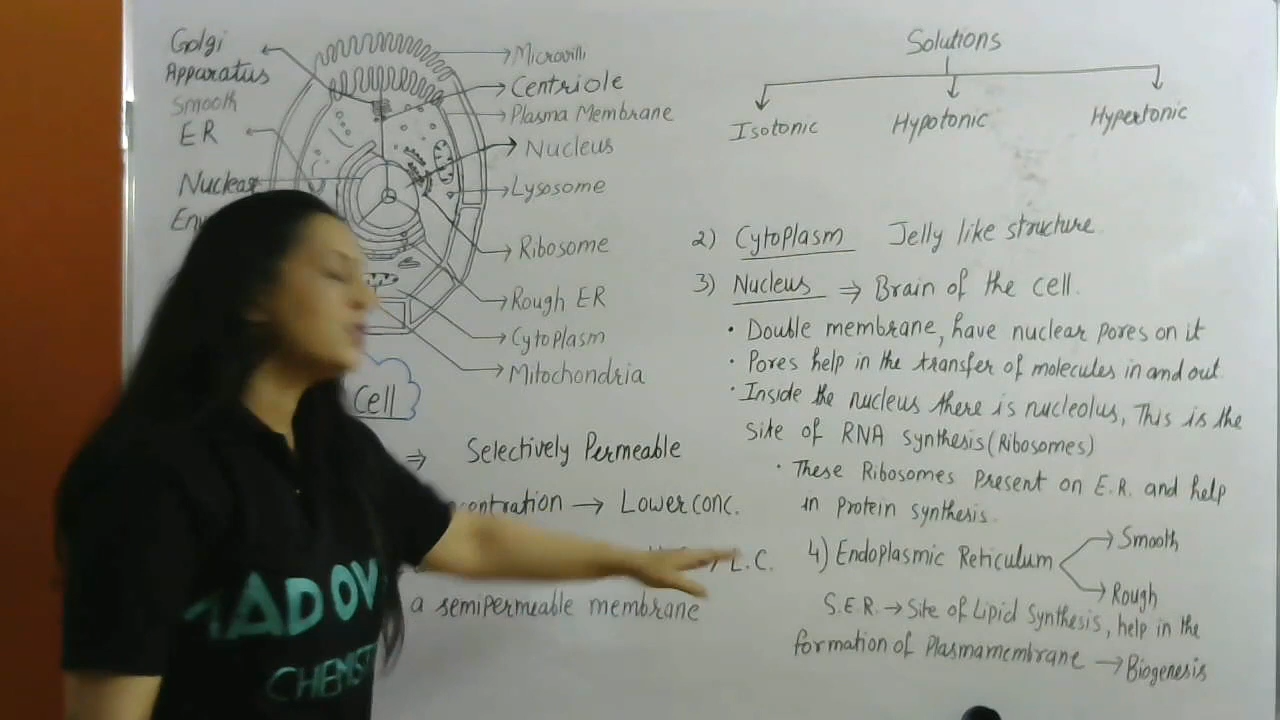 Golgi
Apparatus
Smooth
ER
Nuclear
Microvilli
Centriole
Plasma Membrane
Nucleus
Lysosome
Ribosome
Rough ER
Cytoplasm
Mitochondria
Cell
⇒ Selectively Permeable
→ Lower conc.
L.C.
a semipermeable membrane
Solutions
Isotonic
Hypotonic
Hypertonic
2) Cytoplasm Jelly like structure
3) Nucleus ⇒ Brain of the cell.
• Double membrane, have nuclear pores on it
• Pores help in the transfer of molecules in and out
• Inside the nucleus there is nucleolus, This is the
site of RNA synthesis (Ribosomes)
• These Ribosomes Present on E.R. and help
in Protein synthesis.
4) Endoplasmic Reticulum
Smooth
Rough
S.E.R. → Site of Lipid Synthesis, help in the
formation of Plasmamembrane → Biogenesis
CHEMIST